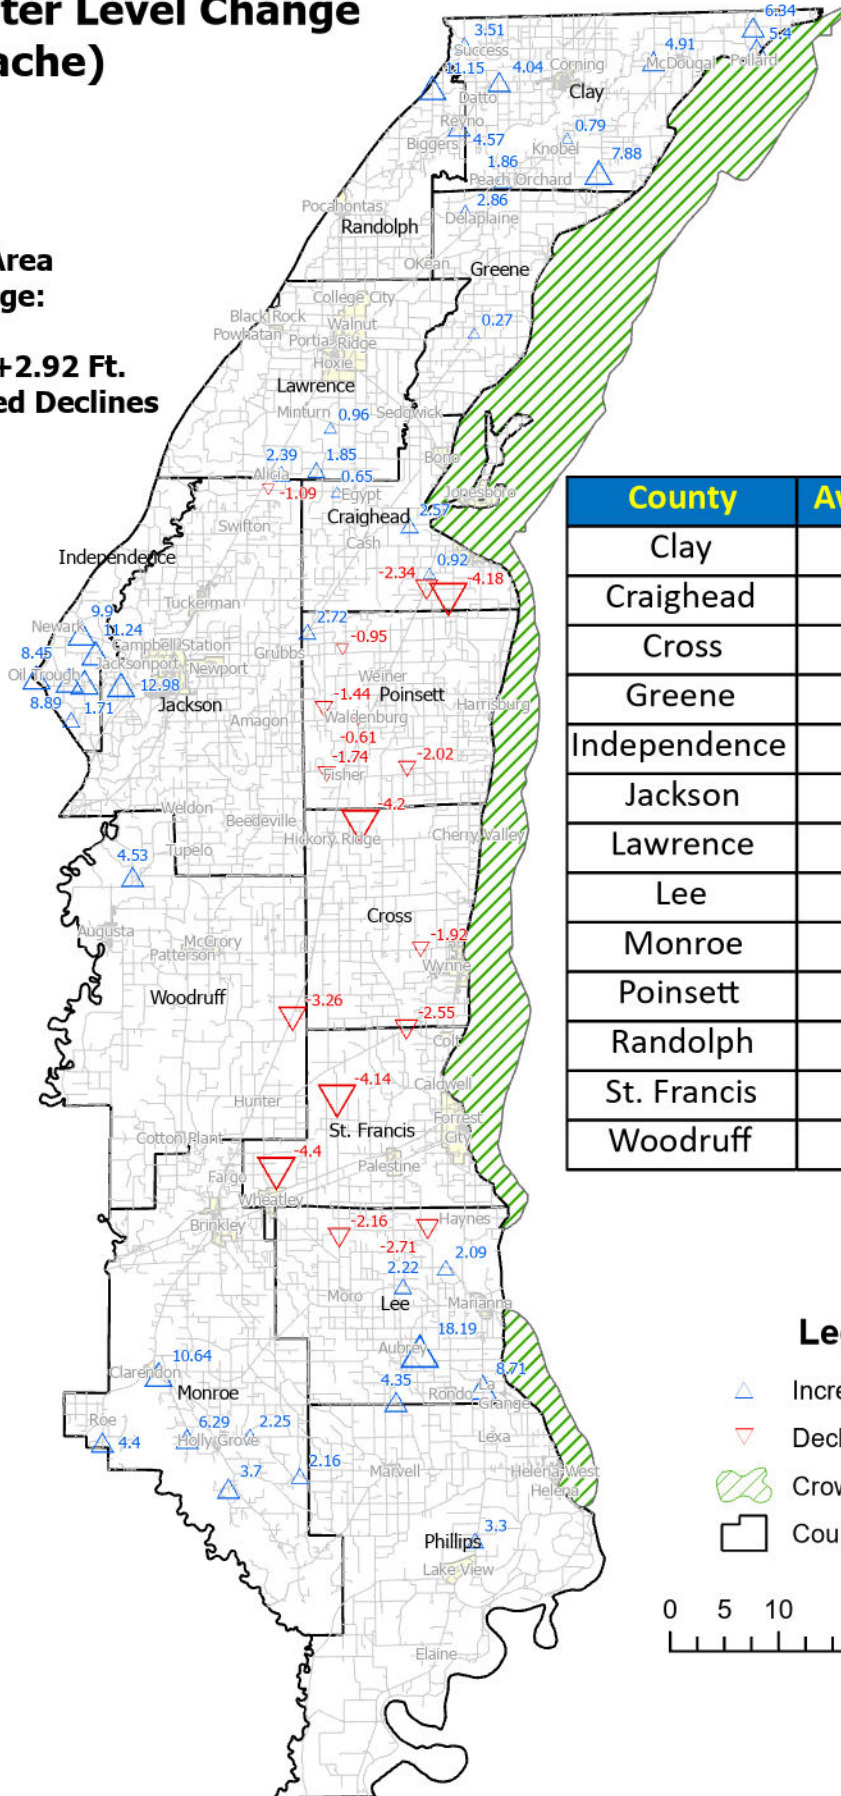 ter Level Change
ache)
Area
ge:
+2.92 Ft.
ed Declines
6.34
3.51
5.4
Success
4.91
11.15
4.04
Corning
McDougal
Pollard
Clay
Datto
Reyno
0.79
4.57
Biggers
Knobel
7.88
1.86
Peach Orchard
2.86
Pocahontas
Delaplaine
Randolph
OKean
Greene
College City
Black Rock
0.27
Walnut
Powhatan
Portia
Ridge
Hoxie
Lawrence
Minturn
0.96
Sedgwick
2.39
1.85
Bono
Alicia
0.65
-1.09
Egypt
Jonesboro
2.57
Craighead
Swifton
Cash
Independence
0.92
-2.34
-4.18
Tuckerman
9.9
2.72
Newark
11.24
-0.95
Campbell Station
8.45
Grubbs
Jacksonport
Newport
Oil Trough
Weiner
12.98
-1.44
Poinsett
8.89
1.71
Jackson
Harrisburg
Waldenburg
Amagon
-0.61
-1.74
-2.02
Fisher
-4.2
Weldon
Beedeville
Hickory Ridge
Cherry Valley
Tupelo
4.53
Cross
Augusta
-1.92
McCrory
Patterson
Wynne
Woodruff
-3.26
-2.55
Colt
-4.14
Caldwell
Hunter
Forrest
City
St. Francis
Cotton Plant
-4.4
Palestine
Fargo
Wheatley
Brinkley
-2.16
Haynes
-2.71
2.09
2.22
Moro
Lee
Marianna
18.19
Aubrey
10.64
8.71
Clarendon
4.35
La
Monroe
Rondo
Grange
Roe
6.29
2.25
4.4
Holly Grove
Lexa
2.16
3.7
Marvell
Helena-West
Helena
3.3
Phillips
Lake View
Elaine
County Av
Clay
Craighead
Cross
Greene
Independence
Jackson
Lawrence
Lee
Monroe
Poinsett
Randolph
St. Francis
Woodruff
Le
Incre
Decl
Crow
Cou
0 5 10